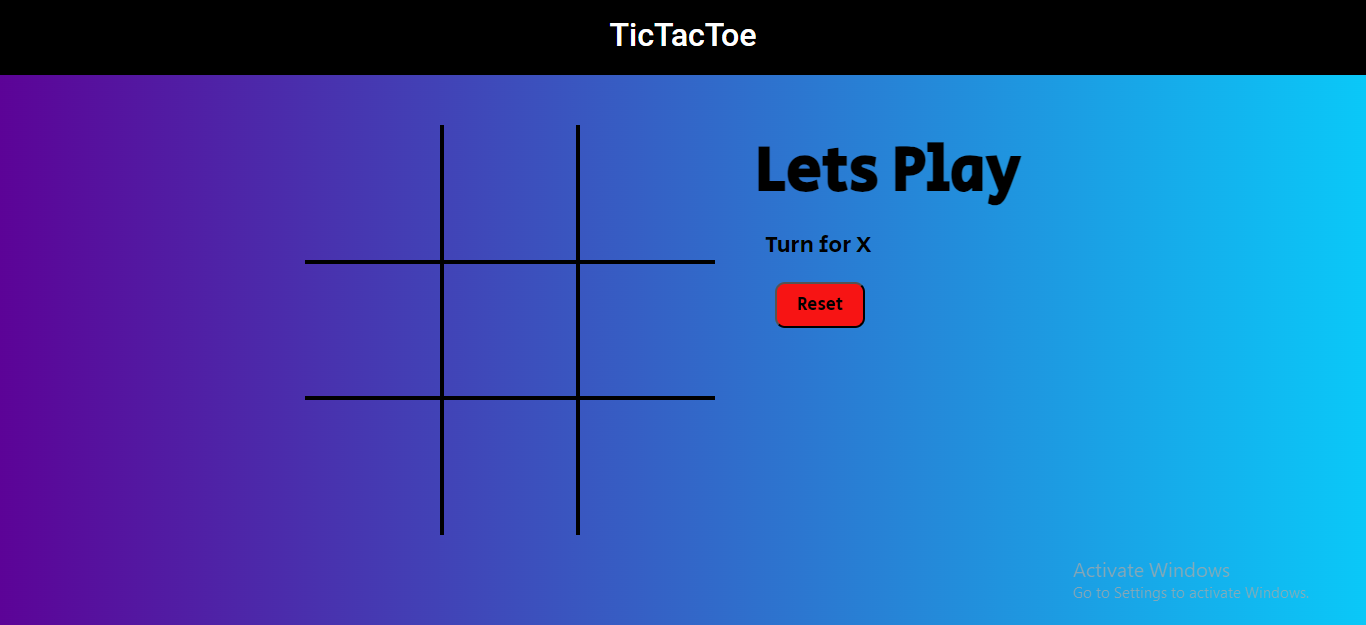 TicTacToe
Lets Play
Turn for X
Reset
Activate Windows
Go to Settings to activate Windows.